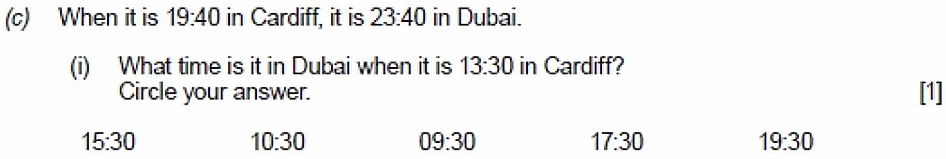 (c) When it is 19:40 in Cardiff, it is 23:40 in Dubai.
(i) What time is it in Dubai when it is 13:30 in Cardiff?
Circle your answer. [1]
15:30 10:30 09:30 17:30 19:30